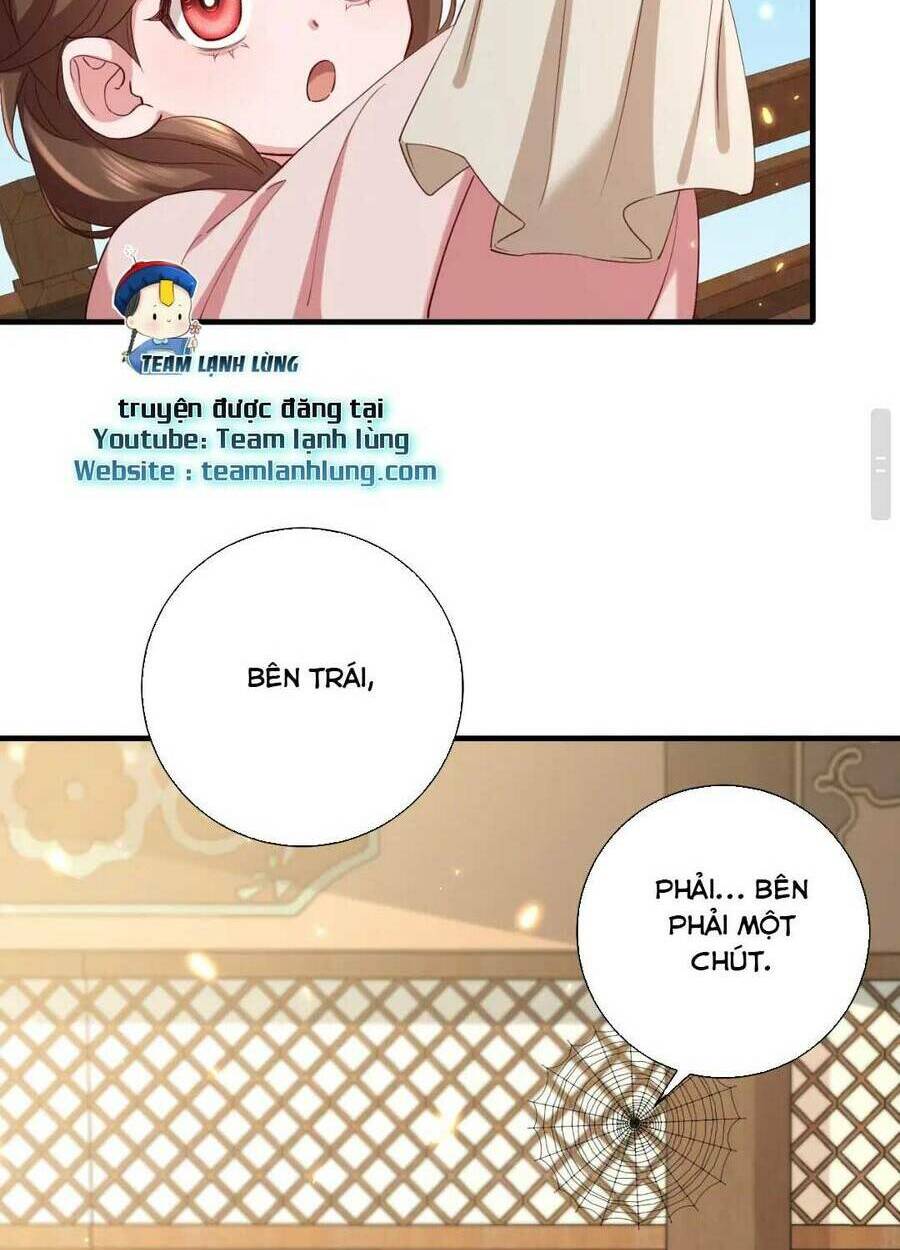 TEAM LẠNH LÙNG
truyện được đăng tại
Youtube: Team lạnh lùng
Website : teamlanhlung.com
BÊN TRÁI,
PHẢI... BÊN
PHẢI MỘT
CHÚT.